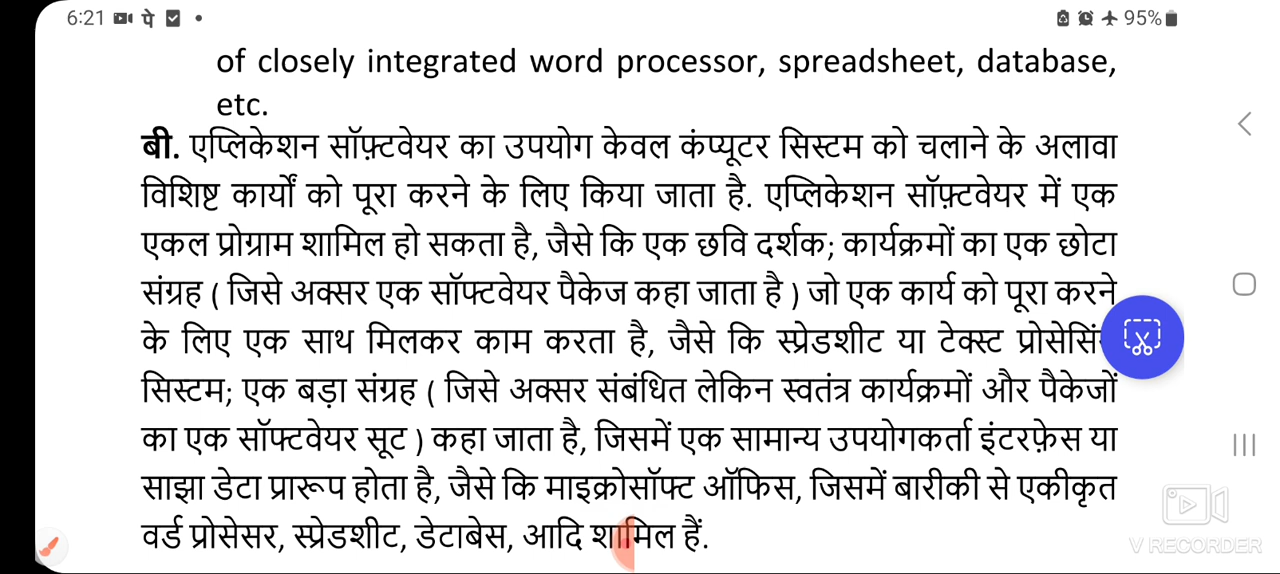 6:21
95%
of closely integrated word processor, spreadsheet, database,
etc.
बी. एप्लिकेशन सॉफ़्टवेयर का उपयोग केवल कंप्यूटर सिस्टम को चलाने के अलावा
विशिष्ट कार्यों को पूरा करने के लिए किया जाता है. एप्लिकेशन सॉफ़्टवेयर में एक
एकल प्रोग्राम शामिल हो सकता है, जैसे कि एक छवि दर्शक; कार्यक्रमों का एक छोटा
संग्रह ( जिसे अक्सर एक सॉफ्टवेयर पैकेज कहा जाता है ) जो एक कार्य को पूरा करने
के लिए एक साथ मिलकर काम करता है, जैसे कि स्प्रेडशीट या टेक्स्ट
सिस्टम; एक बड़ा संग्रह ( जिसे अक्सर संबंधित लेकिन स्वतंत्र कार्यक्रमों और पैकेजों
का एक सॉफ्टवेयर सूट ) कहा जाता है, जिसमें एक सामान्य उपयोगकर्ता इंटरफ़ेस या
साझा डेटा प्रारूप होता है, जैसे कि माइक्रोसॉफ्ट ऑफिस, जिसमें बारीकी से एकीकृत
वर्ड प्रोसेसर, स्प्रेडशीट, डेटाबेस, आदि शामिल हैं.
V RECORDER